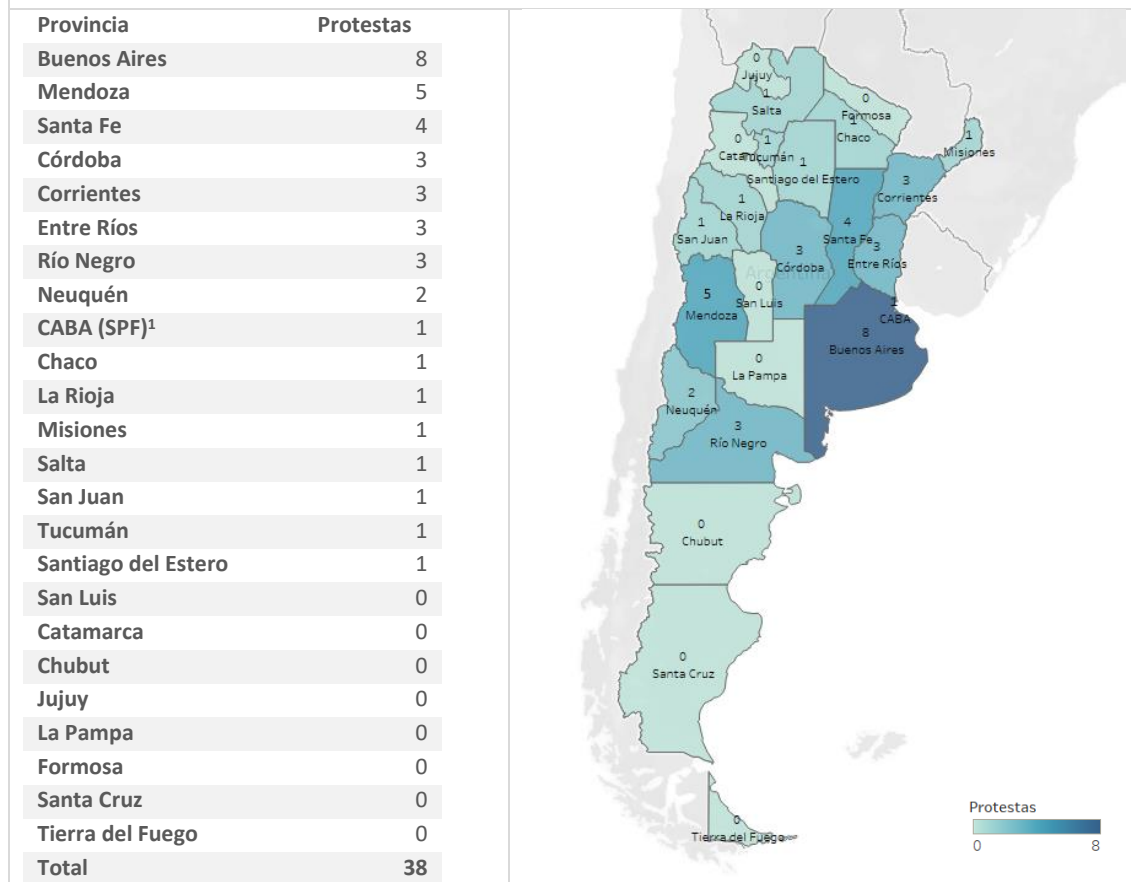 Provincia Protestas
Buenos Aires 8
Mendoza 5
Santa Fe 4
Córdoba 3
Corrientes 3
Entre Ríos 3
Río Negro 3
Neuquén 2
CABA (SPF)¹ 1
Chaco 1
La Rioja 1
Misiones 1
Salta 1
San Juan 1
Tucumán 1
Santiago del Estero 1
San Luis 0
Catamarca 0
Chubut 0
Jujuy 0
La Pampa 0
Formosa 0
Santa Cruz 0
Tierra del Fuego 0
Total 38
0
Jujuy
1
Salta
0
Formosa
1
Chaco
1
Misiones
0
1
Tucumán
1
Santiago del Estero
3
Corrientes
1
La Rioja
1
San Juan
4
Santa Fe
3
Entre Ríos
3
Córdoba
Argentina
0
San Luis
5
Mendoza
1
CABA
8
Buenos Aires
0
La Pampa
2
Neuquén
3
Río Negro
0
Chubut
0
Santa Cruz
0
Tierra del Fuego
Protestas
0 8